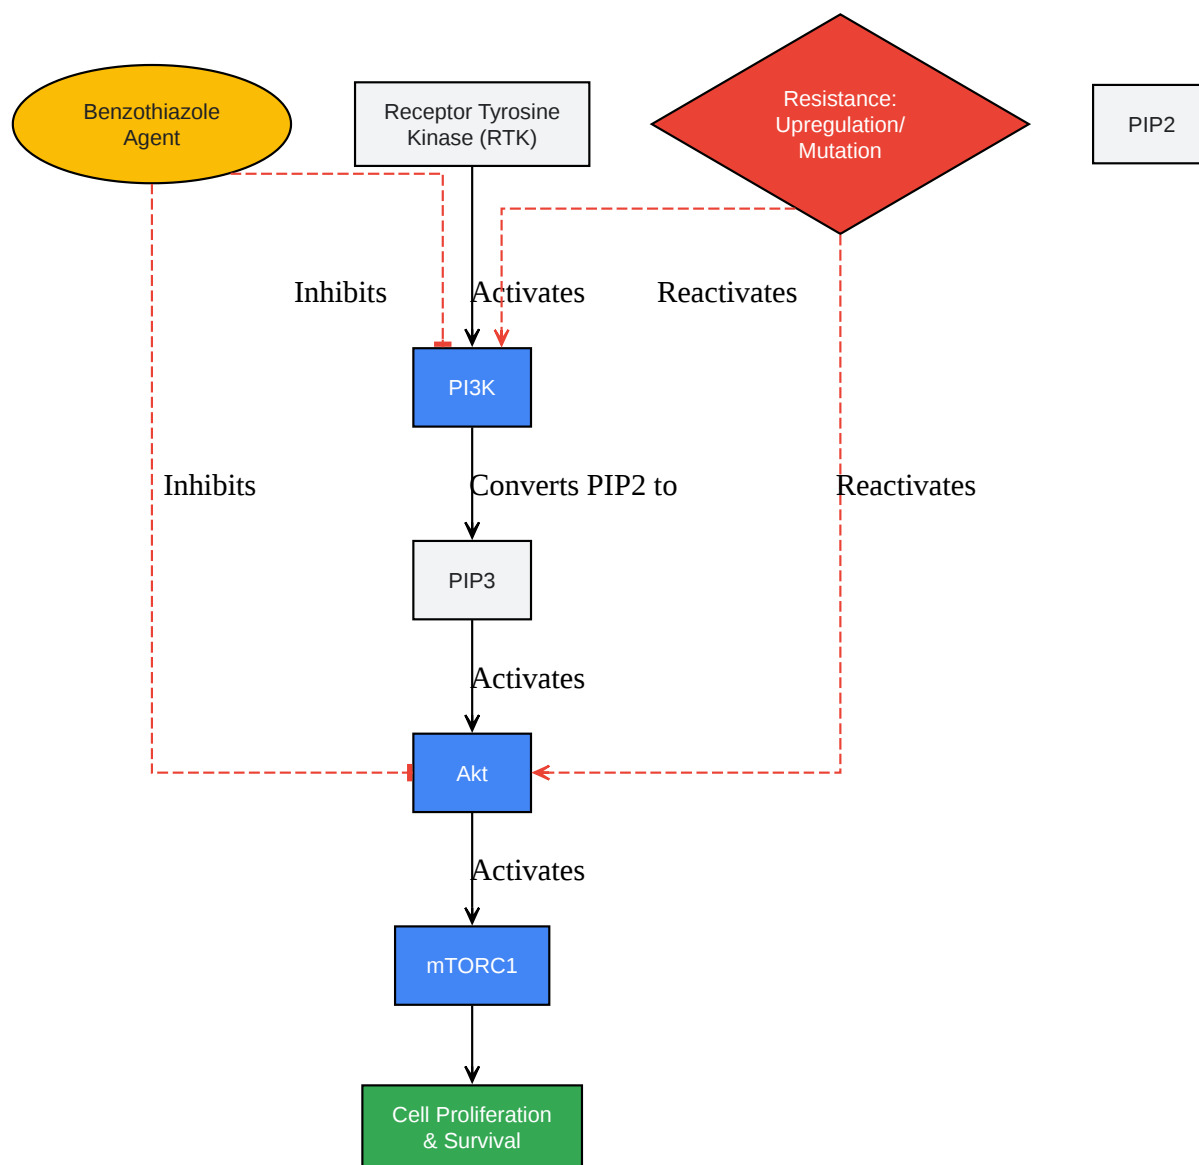 Benzothiazole
Agent
Receptor Tyrosine
Kinase (RTK)
Resistance:
Upregulation/
Mutation
PIP2
Inhibits
Activates
Reactivates
PI3K
Inhibits
Converts PIP2 to
Reactivates
PIP3
Activates
Akt
Activates
mTORC1
Cell Proliferation
& Survival